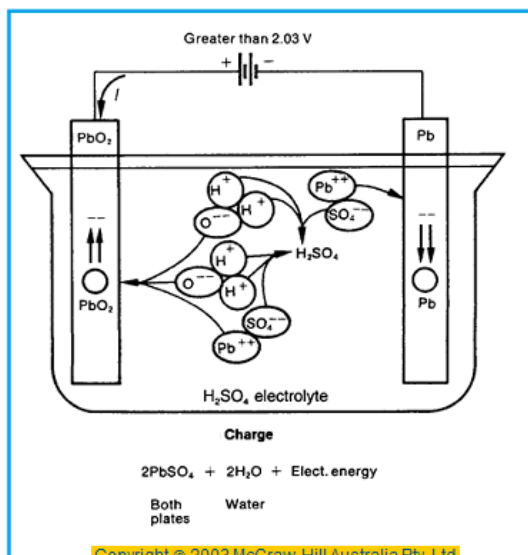 Greater than 2.03 V
+ −
I
PbO₂ Pb
H⁺
Pb⁺⁺
H⁺
O⁻⁻
SO₄⁻⁻
−− −−
H⁺
H₂SO₄
O⁻⁻
H⁺
PbO₂ Pb
SO₄⁻⁻
Pb⁺⁺
H₂SO₄ electrolyte
Charge
2PbSO₄ + 2H₂O + Elect. energy
Both Water
plates
Copyright © 2003 McGraw-Hill Australia Pty Ltd